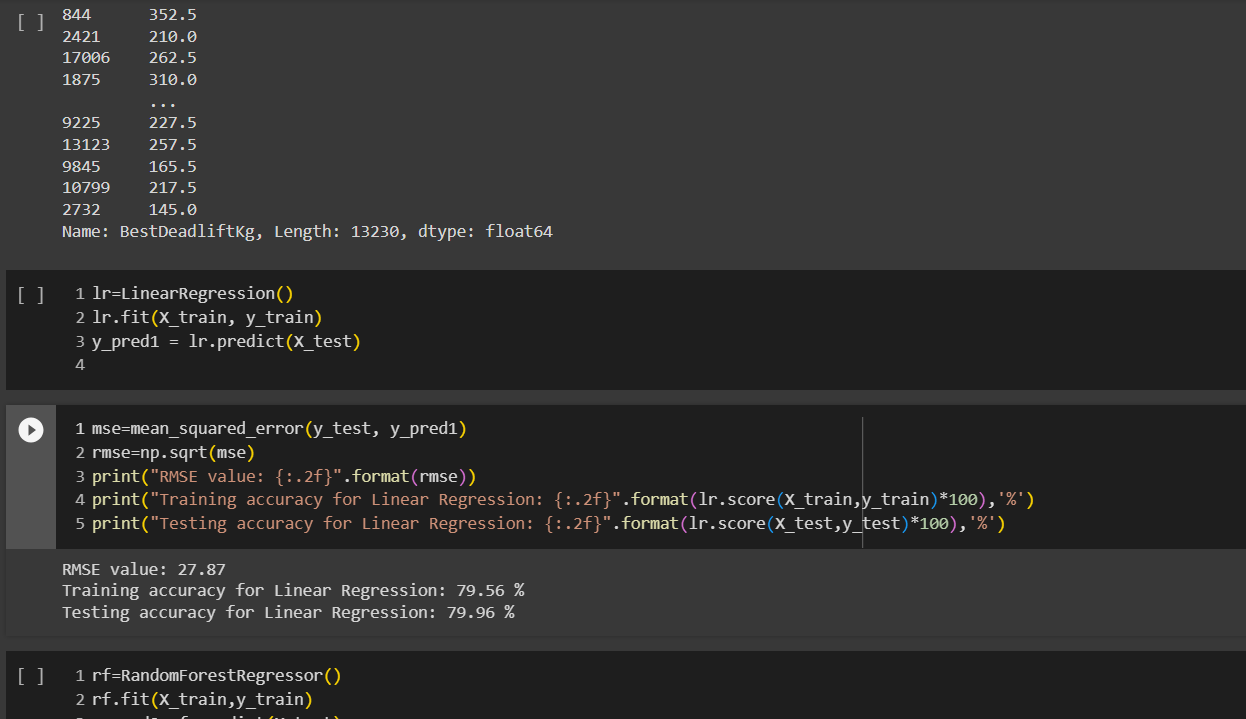 [ ]
844 352.5
2421 210.0
17006 262.5
1875 310.0
...
9225 227.5
13123 257.5
9845 165.5
10799 217.5
2732 145.0
Name: BestDeadliftKg, Length: 13230, dtype: float64
[ ]
1 lr=LinearRegression()
2 lr.fit(X_train, y_train)
3 y_pred1 = lr.predict(X_test)
4
1 mse=mean_squared_error(y_test, y_pred1)
2 rmse=np.sqrt(mse)
3 print("RMSE value: {:.2f}".format(rmse))
4 print("Training accuracy for Linear Regression: {:.2f}".format(lr.score(X_train,y_train)*100),'%')
5 print("Testing accuracy for Linear Regression: {:.2f}".format(lr.score(X_test,y_test)*100),'%')
RMSE value: 27.87
Training accuracy for Linear Regression: 79.56 %
Testing accuracy for Linear Regression: 79.96 %
[ ]
1 rf=RandomForestRegressor()
2 rf.fit(X_train,y_train)